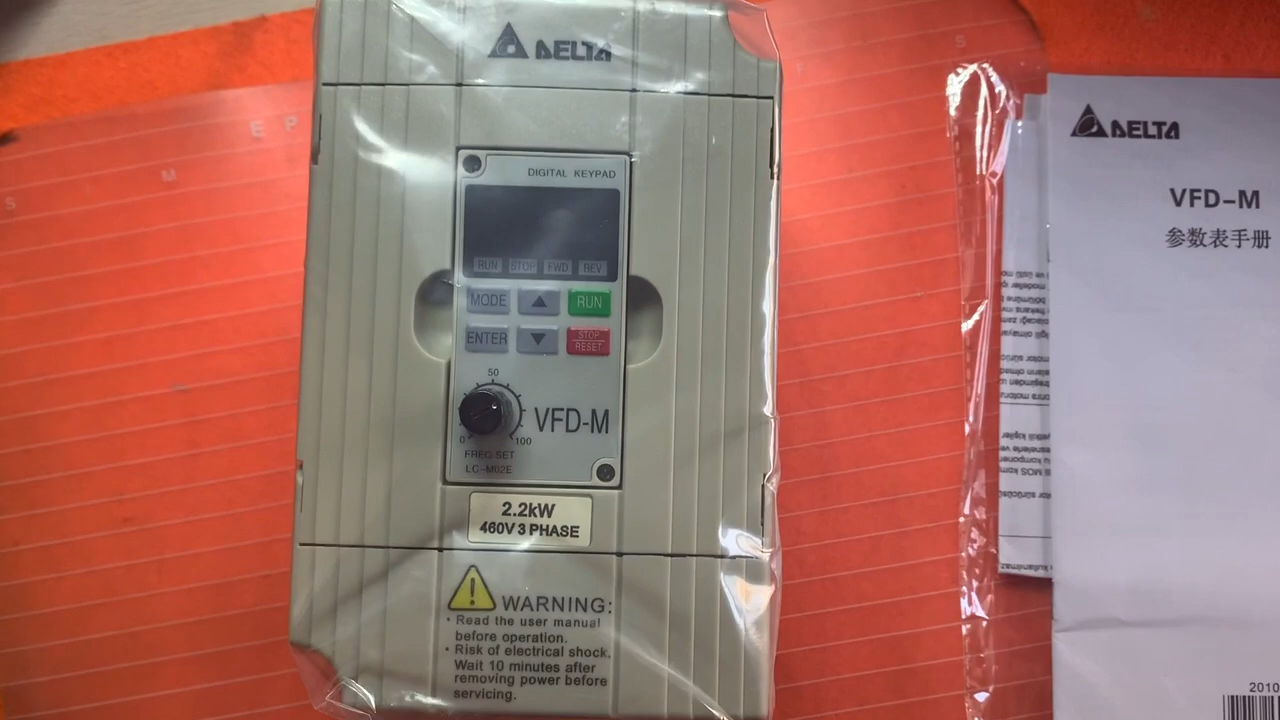 DELTA
DIGITAL KEYPAD
RUN STOP FWD REV
MODE ▲ RUN
ENTER ▼ STOP
RESET
50
0 100
VFD-M
FREQ.SET
LC-M02E
2.2kW
460V 3 PHASE
WARNING:
• Read the user manual
before operation.
• Risk of electrical shock.
Wait 10 minutes after
removing power before
servicing.
E P
M
S
S
DELTA
VFD-M
参数表手册
2010